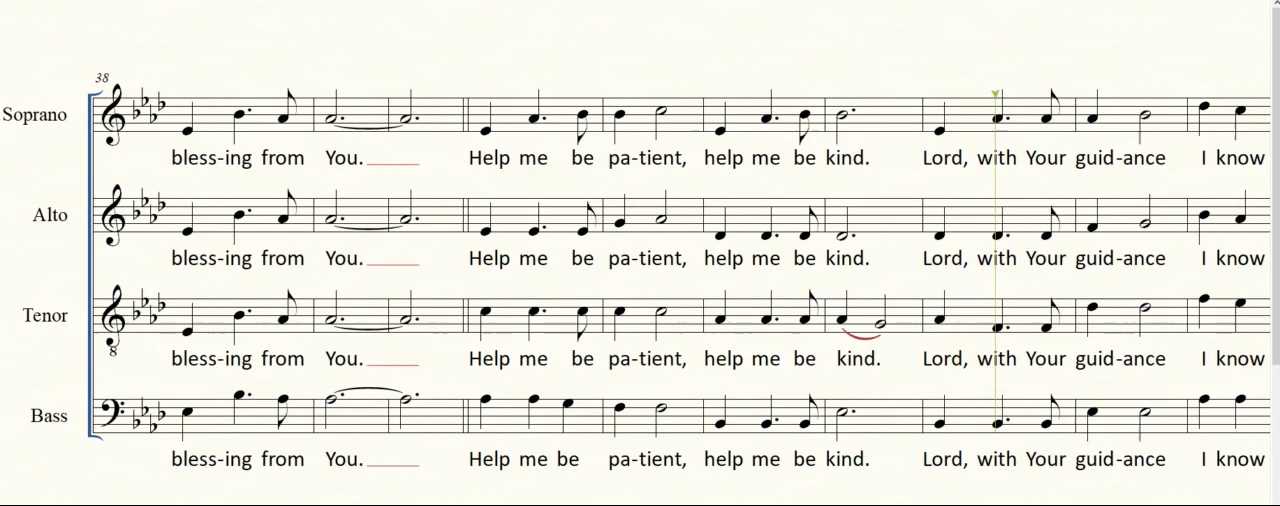 38
Soprano
bless-ing from You. Help me be pa-tient, help me be kind. Lord, with Your guid-ance I know
Alto
bless-ing from You. Help me be pa-tient, help me be kind. Lord, with Your guid-ance I know
Tenor
8
bless-ing from You. Help me be pa-tient, help me be kind. Lord, with Your guid-ance I know
Bass
bless-ing from You. Help me be pa-tient, help me be kind. Lord, with Your guid-ance I know